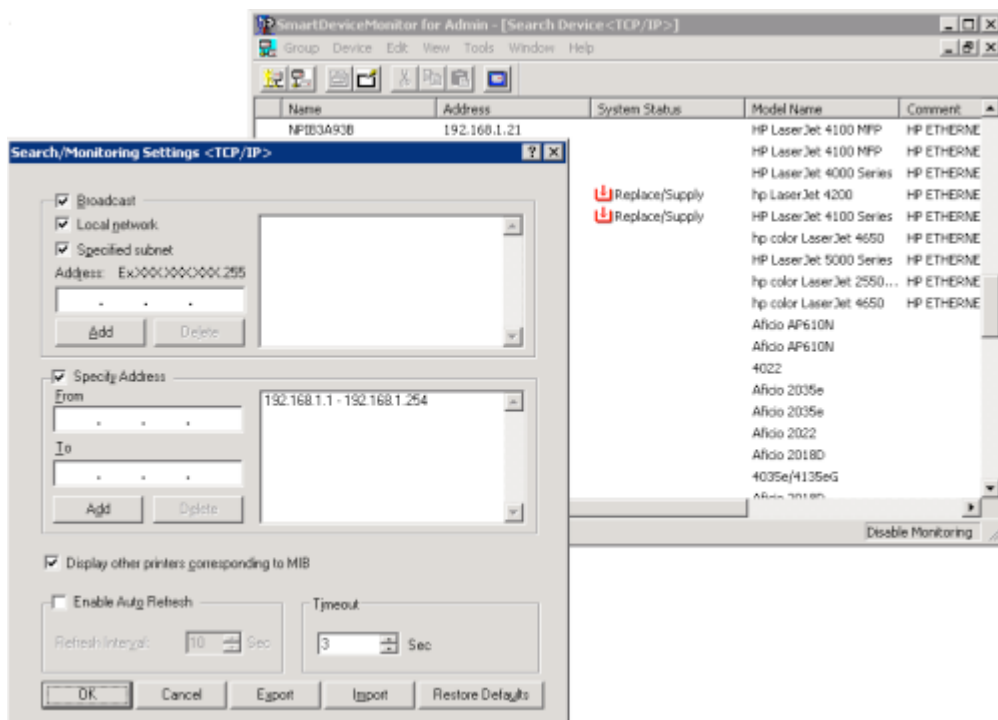 SmartDeviceMonitor for Admin - [Search Device<TCP/IP>]
Group Device Edit View Tools Window Help
Name Address System Status Model Name Comment
NPIB3A93B 192.168.1.21 HP LaserJet 4100 MFP HP ETHERNE
HP LaserJet 4100 MFP HP ETHERNE
HP LaserJet 4000 Series HP ETHERNE
Replace/Supply hp LaserJet 4200 HP ETHERNE
Replace/Supply HP LaserJet 4100 Series HP ETHERNE
hp color LaserJet 4650 HP ETHERNE
HP LaserJet 5000 Series HP ETHERNE
hp color LaserJet 2550... HP ETHERNE
hp color LaserJet 4650 HP ETHERNE
Aficio AP610N
Aficio AP610N
4022
Aficio 2035e
Aficio 2035e
Aficio 2022
Aficio 2018D
4035e/4135eG
Aficio 2018D
Disable Monitoring
Search/Monitoring Settings <TCP/IP>
Broadcast
Local network
Specified subnet
Address: Ex.XXX.XXX.XXX.255
Add Delete
Specify Address
From
192.168.1.1 - 192.168.1.254
To
Add Delete
Display other printers corresponding to MIB
Enable Auto Refresh
Refresh Interval: 10 Sec
Timeout
3 Sec
OK Cancel Export Import Restore Defaults